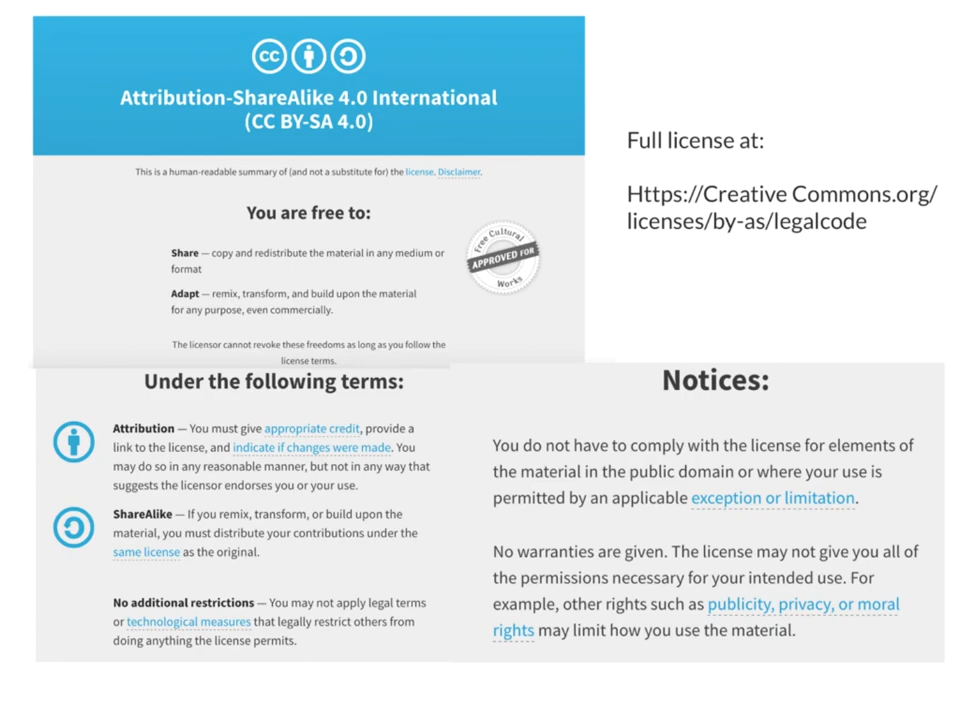 cc
Attribution-ShareAlike 4.0 International
(CC BY-SA 4.0)
This is a human-readable summary of (and not a substitute for) the license. Disclaimer.
You are free to:
Share — copy and redistribute the material in any medium or
format
Adapt — remix, transform, and build upon the material
for any purpose, even commercially.
The licensor cannot revoke these freedoms as long as you follow the
license terms.
Free Cultural
APPROVED FOR
Works
Full license at:
Https://Creative Commons.org/
licenses/by-as/legalcode
Under the following terms:
Attribution — You must give appropriate credit, provide a
link to the license, and indicate if changes were made. You
may do so in any reasonable manner, but not in any way that
suggests the licensor endorses you or your use.
ShareAlike — If you remix, transform, or build upon the
material, you must distribute your contributions under the
same license as the original.
No additional restrictions — You may not apply legal terms
or technological measures that legally restrict others from
doing anything the license permits.
Notices:
You do not have to comply with the license for elements of
the material in the public domain or where your use is
permitted by an applicable exception or limitation.
No warranties are given. The license may not give you all of
the permissions necessary for your intended use. For
example, other rights such as publicity, privacy, or moral
rights may limit how you use the material.